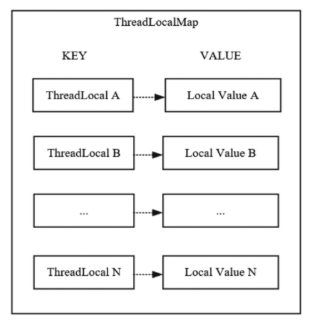 ThreadLocalMap
KEY VALUE
ThreadLocal A Local Value A
ThreadLocal B Local Value B
... ...
ThreadLocal N Local Value N